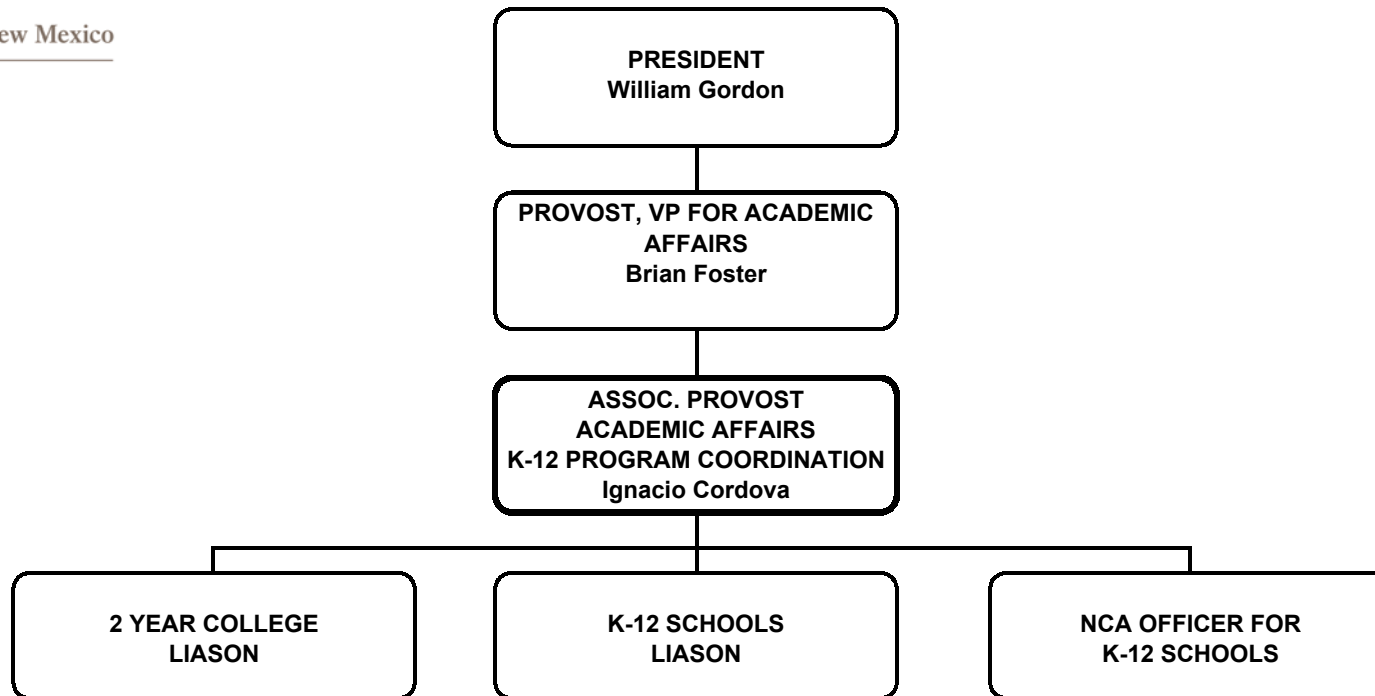 ew Mexico
PRESIDENT
William Gordon
PROVOST, VP FOR ACADEMIC
AFFAIRS
Brian Foster
ASSOC. PROVOST
ACADEMIC AFFAIRS
K-12 PROGRAM COORDINATION
Ignacio Cordova
2 YEAR COLLEGE
LIASON
K-12 SCHOOLS
LIASON
NCA OFFICER FOR
K-12 SCHOOLS